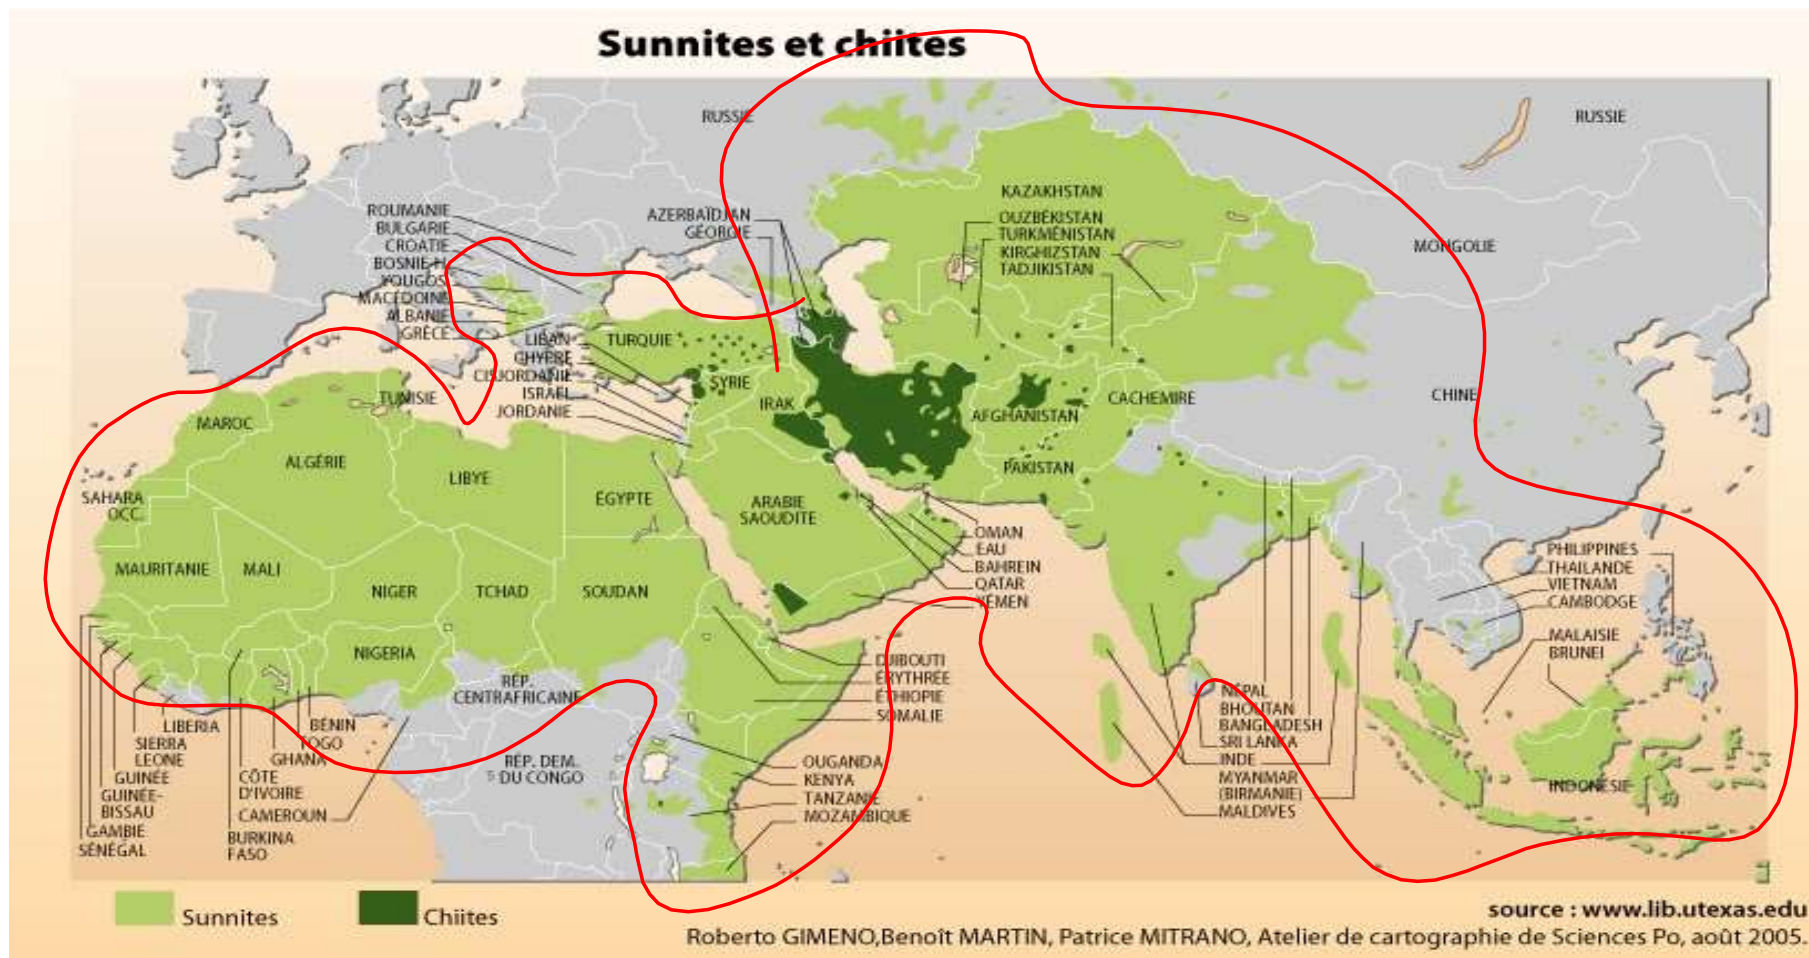 Sunnites et chiites
RUSSIE
RUSSIE
KAZAKHSTAN
ROUMANIE
BULGARIE
CROATIE
BOSNIE-H
YOUGOS.
MACÉDOINE
ALBANIE
GRÈCE
AZERBAÏDJAN
GÉORGIE
OUZBÉKISTAN
TURKMÉNISTAN
KIRGHIZSTAN
TADJIKISTAN
MONGOLIE
LIBAN
CHYPRE
CISJORDANIE
ISRAËL
JORDANIE
TURQUIE
SYRIE
IRAK
AFGHANISTAN
CACHEMIRE
CHINE
TUNISIE
MAROC
ALGÉRIE
LIBYE
ÉGYPTE
ARABIE
SAOUDITE
PAKISTAN
SAHARA
OCC.
OMAN
EAU
BAHREIN
QATAR
YÉMEN
PHILIPPINES
THAILANDE
VIETNAM
CAMBODGE
MALAISIE
BRUNEI
MAURITANIE
MALI
NIGER
TCHAD
SOUDAN
NIGERIA
RÉP.
CENTRAFRICAINE
DJIBOUTI
ÉRYTHRÉE
ÉTHIOPIE
SOMALIE
NÉPAL
BHOUTAN
BANGLADESH
SRI LANKA
INDE
MYANMAR
(BIRMANIE)
MALDIVES
LIBERIA
SIERRA
LEONE
GUINÉE
GUINÉE-
BISSAU
GAMBIE
SÉNÉGAL
BÉNIN
TOGO
GHANA
CÔTE
D'IVOIRE
CAMEROUN
BURKINA
FASO
RÉP. DEM.
DU CONGO
OUGANDA
KENYA
TANZANIE
MOZAMBIQUE
INDONÉSIE
Sunnites
Chiites
source : www.lib.utexas.edu
Roberto GIMENO,Benoît MARTIN, Patrice MITRANO, Atelier de cartographie de Sciences Po, août 2005.